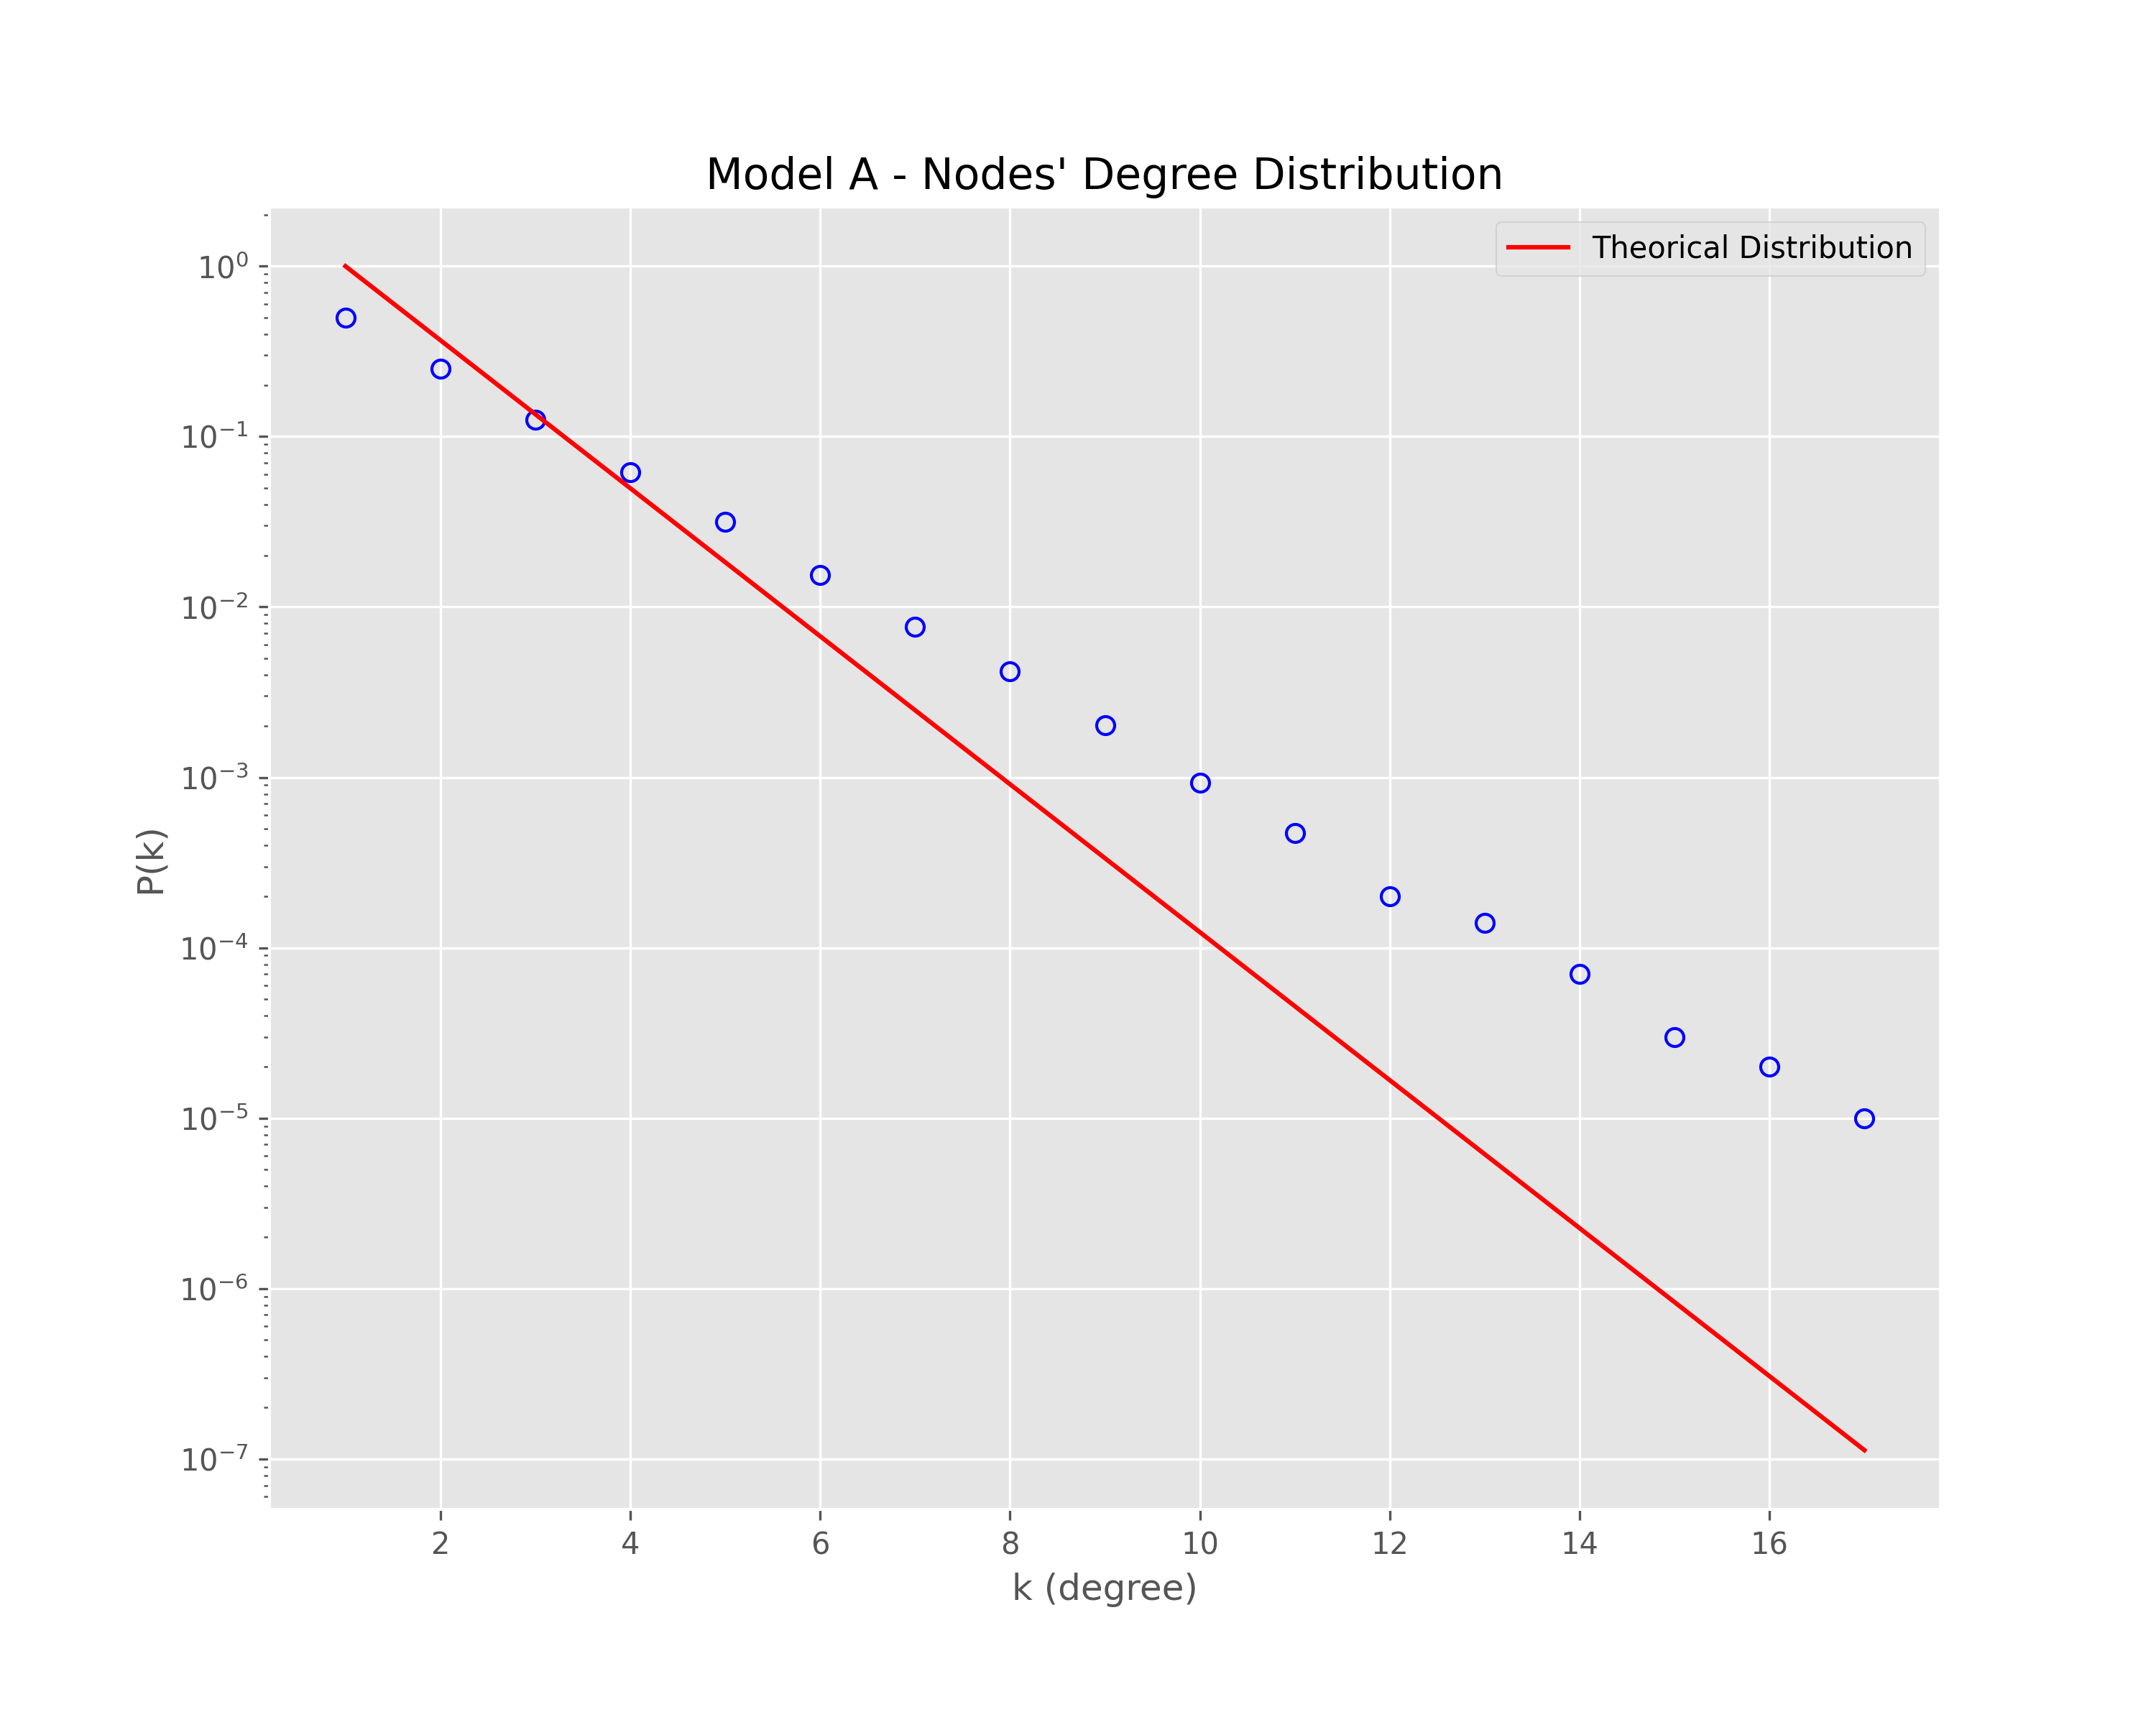 Model A - Nodes' Degree Distribution
Theorical Distribution
10⁰
10⁻¹
10⁻²
10⁻³
10⁻⁴
10⁻⁵
10⁻⁶
10⁻⁷
P(k)
2 4 6 8 10 12 14 16
k (degree)